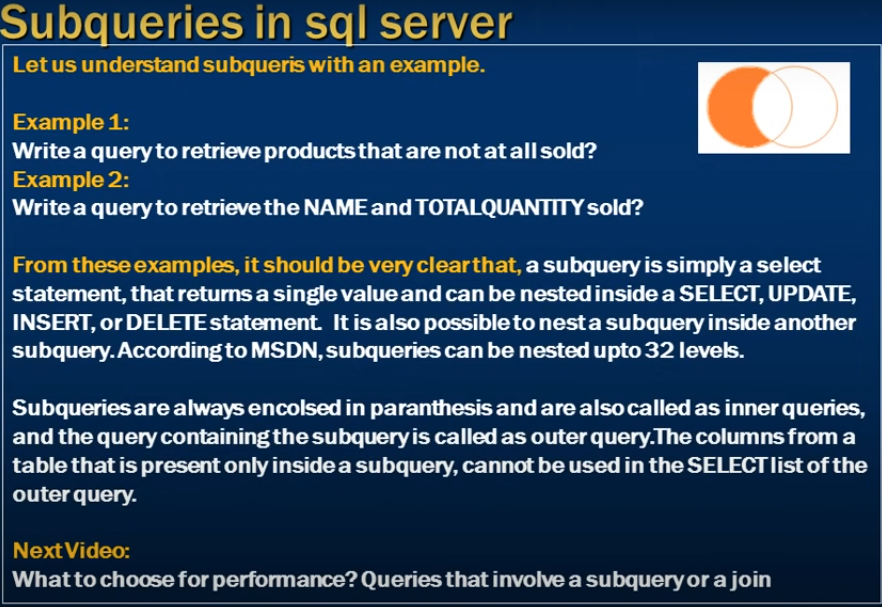 Subqueries in sql server
Let us understand subqueris with an example.
Example 1:
Write a query to retrieve products that are not at all sold?
Example 2:
Write a query to retrieve the NAME and TOTALQUANTITY sold?
From these examples, it should be very clear that, a subquery is simply a select
statement, that returns a single value and can be nested inside a SELECT, UPDATE,
INSERT, or DELETE statement. It is also possible to nest a subquery inside another
subquery. According to MSDN, subqueries can be nested upto 32 levels.
Subqueries are always encolsed in paranthesis and are also called as inner queries,
and the query containing the subquery is called as outer query.The columns from a
table that is present only inside a subquery, cannot be used in the SELECT list of the
outer query.
Next Video:
What to choose for performance? Queries that involve a subquery or a join